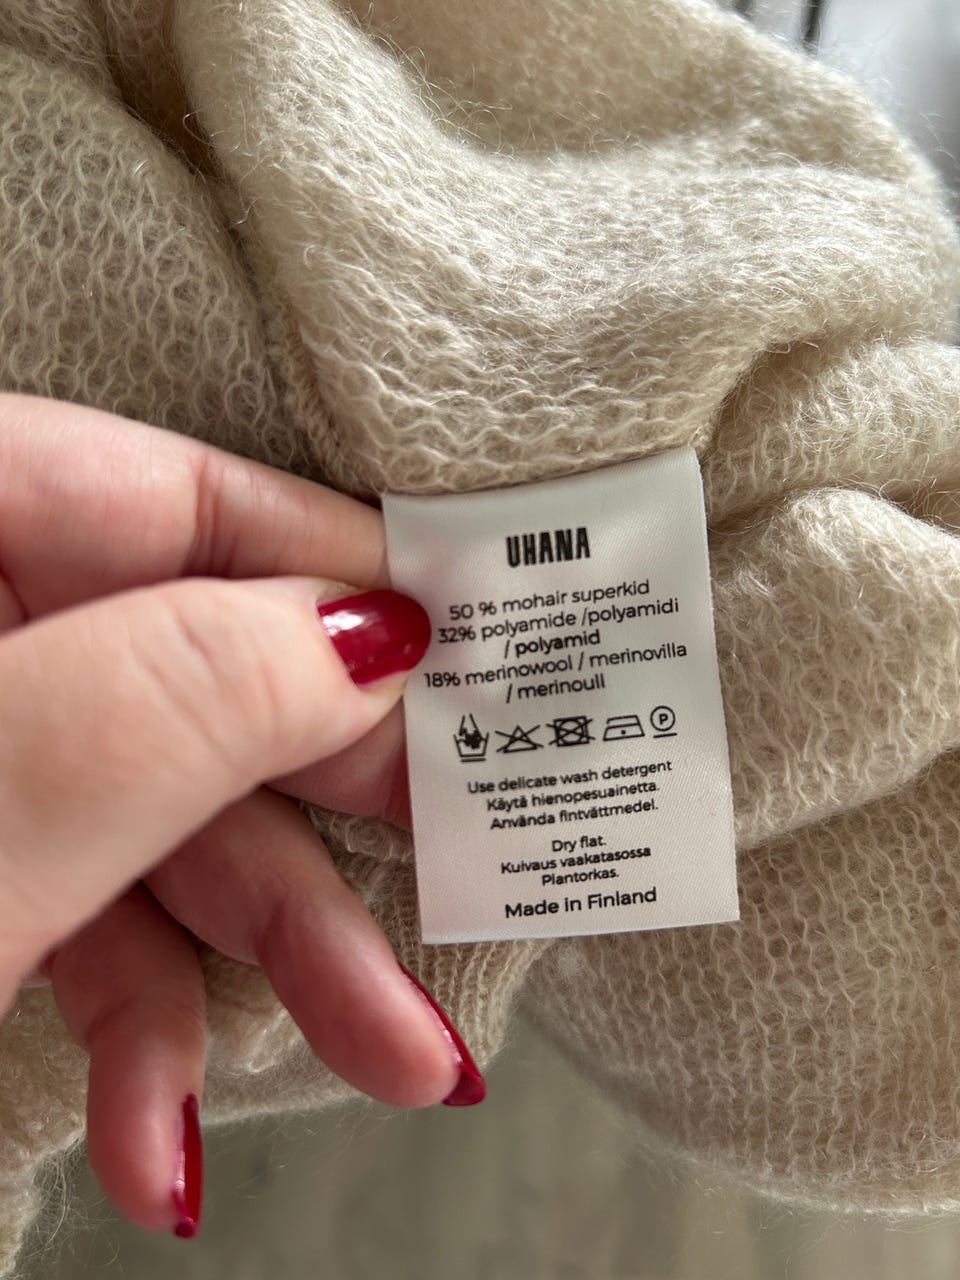 UHANA
50 % mohair superkid
32% polyamide /polyamidi
/ polyamid
18% merinowool / merinovilla
/ merinoull
P
Use delicate wash detergent
Käytä hienopesuainetta.
Använda fintvättmedel.
Dry flat.
Kuivaus vaakatasossa
Plantorkas.
Made in Finland